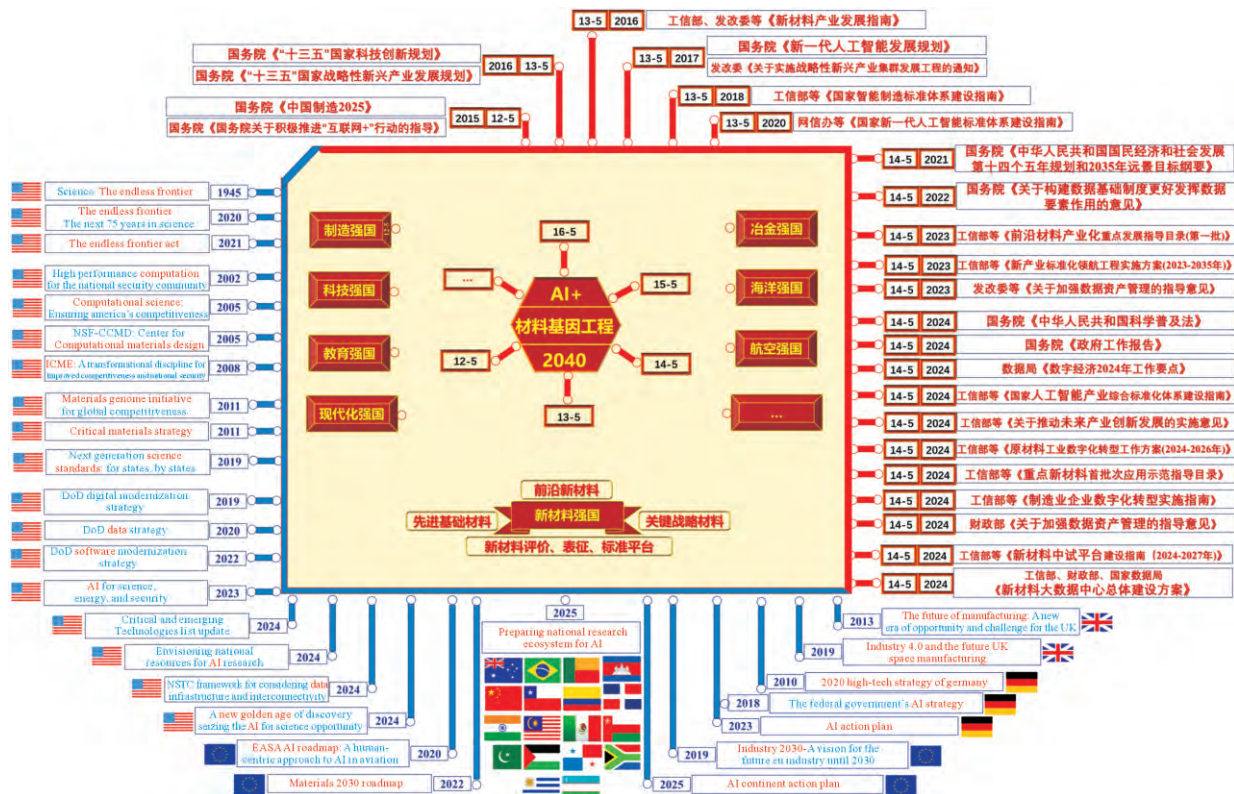 13-5 2016 工信部、发改委等《新材料产业发展指南》
国务院《“十三五”国家科技创新规划》
国务院《“十三五”国家战略性新兴产业发展规划》
2016 13-5
13-5 2017
国务院《新一代人工智能发展规划》
发改委《关于实施战略性新兴产业集群发展工程的通知》
国务院《中国制造2025》
国务院《国务院关于积极推进“互联网+”行动的指导》
2015 12-5
13-5 2018 工信部等《国家智能制造标准体系建设指南》
13-5 2020 网信办等《国家新一代人工智能标准体系建设指南》
Science: The endless frontier 1945
The endless frontier
The next 75 years in science
2020
The endless frontier act 2021
High performance computation
for the national security community
2002
Computational science:
Ensuring america's competitiveness
2005
NSF-CCMD: Center for
Computational materials design
2005
ICME: A transformational discipline for
improved competitiveness and national security
2008
Materials genome initiative
for global competitiveness
2011
Critical materials strategy 2011
Next generation science
standards: for states, by states
2019
DoD digital modernization
strategy
2019
DoD data strategy 2020
DoD software modernization
strategy
2022
AI for science,
energy, and security
2023
制造强国
科技强国
教育强国
现代化强国
16-5
...
15-5
AI+
材料基因工程
2040
12-5
14-5
13-5
冶金强国
海洋强国
航空强国
...
前沿新材料
先进基础材料
新材料强国
关键战略材料
新材料评价、表征、标准平台
14-5 2021
国务院《中华人民共和国国民经济和社会发展
第十四个五年规划和2035年远景目标纲要》
14-5 2022
国务院《关于构建数据基础制度更好发挥数据
要素作用的意见》
14-5 2023 工信部等《前沿材料产业化重点发展指导目录(第一批)》
14-5 2023 工信部等《新产业标准化领航工程实施方案(2023-2035年)》
14-5 2023 发改委等《关于加强数据资产管理的指导意见》
14-5 2024 国务院《中华人民共和国科学普及法》
14-5 2024 国务院《政府工作报告》
14-5 2024 数据局《数字经济2024年工作要点》
14-5 2024 工信部等《国家人工智能产业综合标准化体系建设指南》
14-5 2024 工信部等《关于推动未来产业创新发展的实施意见》
14-5 2024 工信部等《原材料工业数字化转型工作方案(2024-2026年)》
14-5 2024 工信部等《重点新材料首批次应用示范指导目录》
14-5 2024 工信部等《制造业企业数字化转型实施指南》
14-5 2024 财政部《关于加强数据资产管理的指导意见》
14-5 2024 工信部等《新材料中试平台建设指南（2024-2027年)》
14-5 2024
工信部、财政部、国家数据局
《新材料大数据中心总体建设方案》
Critical and emerging
Technologies list update
2024
Envisioning national
resources for AI research
2024
NSTC framework for considering data
infrastructure and interconnectivity
2024
A new golden age of discovery
seizing the AI for science opportunity
2024
EASA AI roadmap: A human-
centric approach to AI in aviation
2020
Materials 2030 roadmap 2022
2025
Preparing national research
ecosystem for AI
2013
The future of manufacturing: A new
era of opportunity and challenge for the UK
2019
Industry 4.0 and the future UK
space manufacturing
2010 2020 high-tech strategy of germany
2018 The federal government's AI strategy
2023 AI action plan
2019
Industry 2030-A vision for the
future eu industry until 2030
2025 AI continent action plan